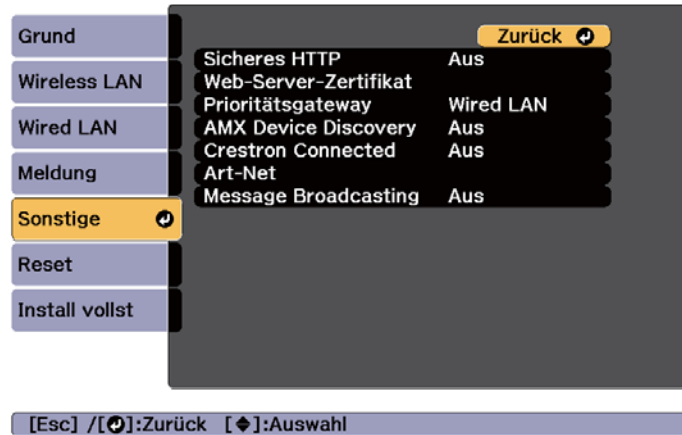 Grund
Wireless LAN
Wired LAN
Meldung
Sonstige
Reset
Install vollst
Zurück
Sicheres HTTP Aus
Web-Server-Zertifikat
Prioritätsgateway Wired LAN
AMX Device Discovery Aus
Crestron Connected Aus
Art-Net
Message Broadcasting Aus
[Esc] /[⏎]:Zurück [♦]:Auswahl